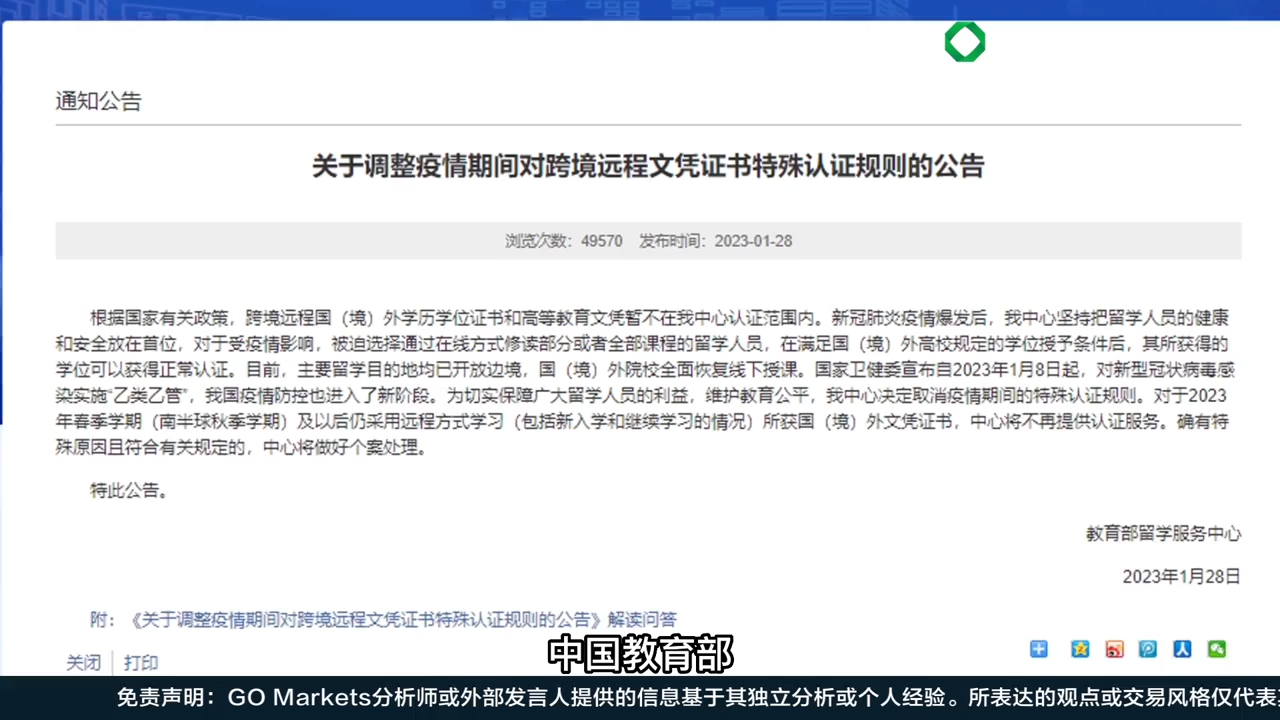 通知公告
关于调整疫情期间对跨境远程文凭证书特殊认证规则的公告
浏览次数：49570 发布时间：2023-01-28
根据国家有关政策，跨境远程国（境）外学历学位证书和高等教育文凭暂不在我中心认证范围内。新冠肺炎疫情爆发后，我中心坚持把留学人员的健康
和安全放在首位，对于受疫情影响，被迫选择通过在线方式修读部分或者全部课程的留学人员，在满足国（境）外高校规定的学位授予条件后，其所获得的
学位可以获得正常认证。目前，主要留学目的地均已开放边境，国（境）外院校全面恢复线下授课。国家卫健委宣布自2023年1月8日起，对新型冠状病毒感
染实施“乙类乙管”，我国疫情防控也进入了新阶段。为切实保障广大留学人员的利益，维护教育公平，我中心决定取消疫情期间的特殊认证规则。对于2023
年春季学期（南半球秋季学期）及以后仍采用远程方式学习（包括新入学和继续学习的情况）所获国（境）外文凭证书，中心将不再提供认证服务。确有特
殊原因且符合有关规定的，中心将做好个案处理。
特此公告。
教育部留学服务中心
2023年1月28日
附：《关于调整疫情期间对跨境远程文凭证书特殊认证规则的公告》解读问答
中国教育部
关闭 打印
免责声明：GO Markets分析师或外部发言人提供的信息基于其独立分析或个人经验。所表达的观点或交易风格仅代表